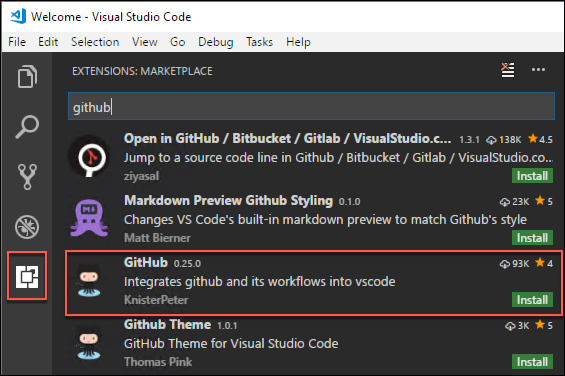 Welcome - Visual Studio Code
File Edit Selection View Go Debug Tasks Help
EXTENSIONS: MARKETPLACE
github
Open in GitHub / Bitbucket / Gitlab / VisualStudio.c... 1.3.1 138K 4.5
Jump to a source code line in Github / Bitbucket / Gitlab / VisualStudio.co...
ziyasal Install
Markdown Preview Github Styling 0.1.0 23K 5
Changes VS Code's built-in markdown preview to match Github's style
Matt Bierner Install
GitHub 0.25.0 93K 4
Integrates github and its workflows into vscode
KnisterPeter Install
Github Theme 1.0.1 3K 5
GitHub Theme for Visual Studio Code
Thomas Pink Install